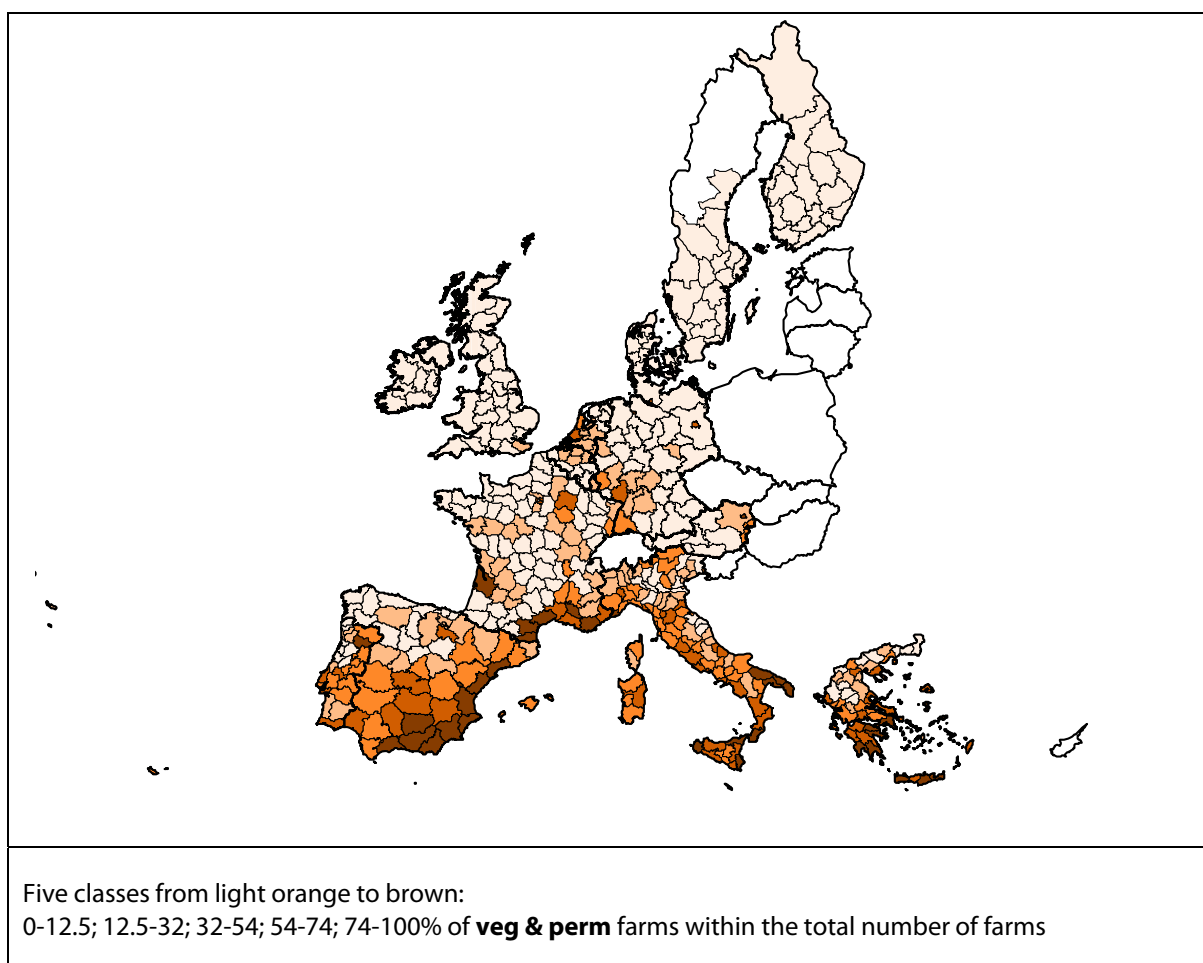 Five classes from light orange to brown:
0-12.5; 12.5-32; 32-54; 54-74; 74-100% of veg & perm farms within the total number of farms